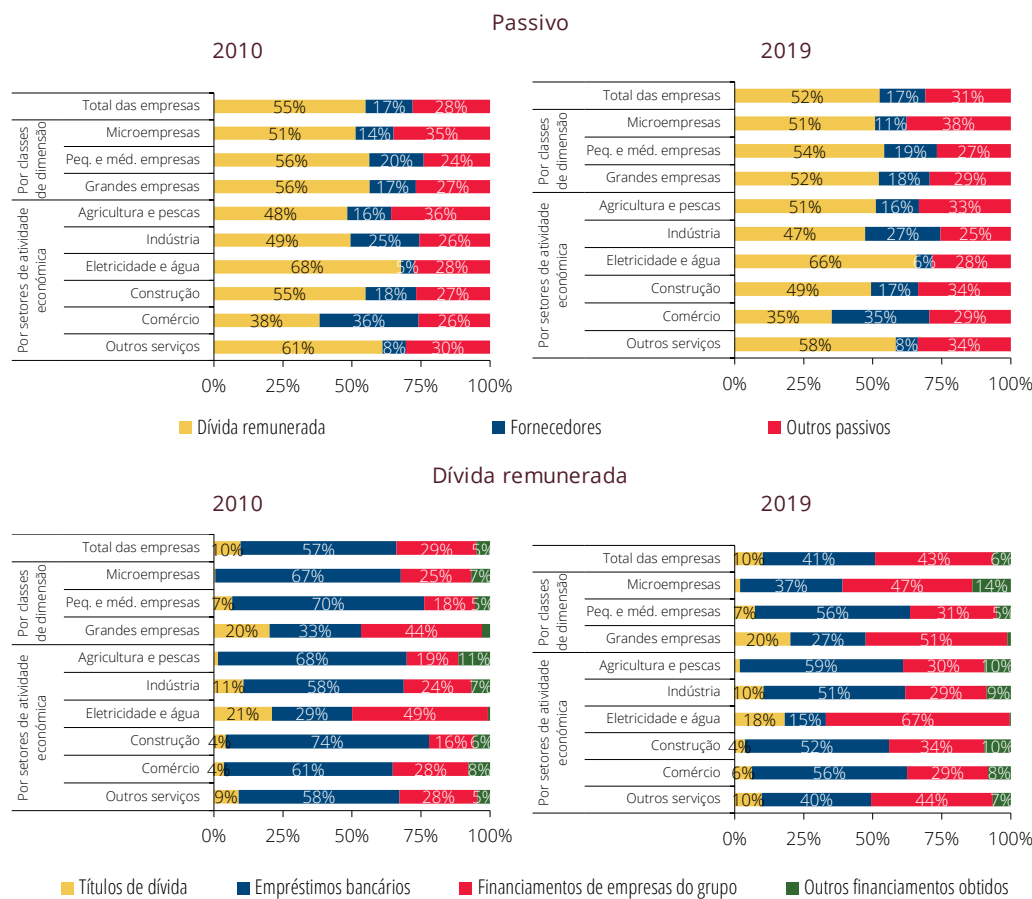 Passivo
2010
Por classes de dimensão
Por setores de atividade económica
Total das empresas 55% 17% 28%
Microempresas 51% 14% 35%
Peq. e méd. empresas 56% 20% 24%
Grandes empresas 56% 17% 27%
Agricultura e pescas 48% 16% 36%
Indústria 49% 25% 26%
Eletricidade e água 68% 5% 28%
Construção 55% 18% 27%
Comércio 38% 36% 26%
Outros serviços 61% 8% 30%
0% 25% 50% 75% 100%
2019
Por classes de dimensão
Por setores de atividade económica
Total das empresas 52% 17% 31%
Microempresas 51% 11% 38%
Peq. e méd. empresas 54% 19% 27%
Grandes empresas 52% 18% 29%
Agricultura e pescas 51% 16% 33%
Indústria 47% 27% 25%
Eletricidade e água 66% 6% 28%
Construção 49% 17% 34%
Comércio 35% 35% 29%
Outros serviços 58% 8% 34%
0% 25% 50% 75% 100%
Dívida remunerada Fornecedores Outros passivos
Dívida remunerada
2010
Por classes de dimensão
Por setores de atividade económica
Total das empresas 10% 57% 29% 5%
Microempresas 67% 25% 7%
Peq. e méd. empresas 7% 70% 18% 5%
Grandes empresas 20% 33% 44%
Agricultura e pescas 68% 19% 11%
Indústria 11% 58% 24% 7%
Eletricidade e água 21% 29% 49%
Construção 4% 74% 16% 6%
Comércio 4% 61% 28% 8%
Outros serviços 9% 58% 28% 5%
0% 25% 50% 75% 100%
2019
Por classes de dimensão
Por setores de atividade económica
Total das empresas 10% 41% 43% 6%
Microempresas 37% 47% 14%
Peq. e méd. empresas 7% 56% 31% 5%
Grandes empresas 20% 27% 51%
Agricultura e pescas 59% 30% 10%
Indústria 10% 51% 29% 9%
Eletricidade e água 18% 15% 67%
Construção 4% 52% 34% 10%
Comércio 6% 56% 29% 8%
Outros serviços 10% 40% 44% 7%
0% 25% 50% 75% 100%
Títulos de dívida Empréstimos bancários Financiamentos de empresas do grupo Outros financiamentos obtidos